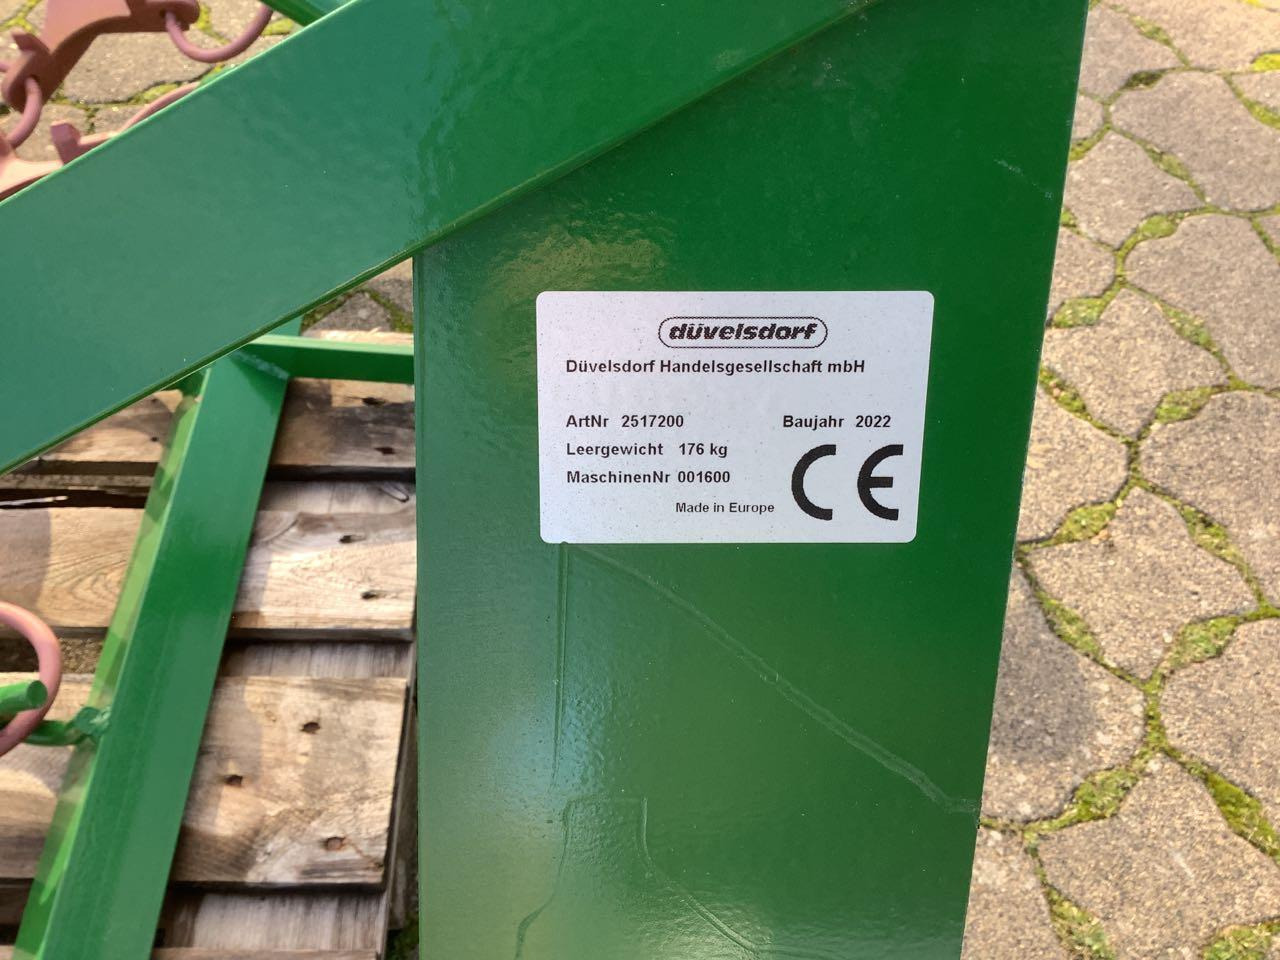 düvelsdorf
Düvelsdorf Handelsgesellschaft mbH
ArtNr 2517200 Baujahr 2022
Leergewicht 176 kg
MaschinenNr 001600
Made in Europe
CE